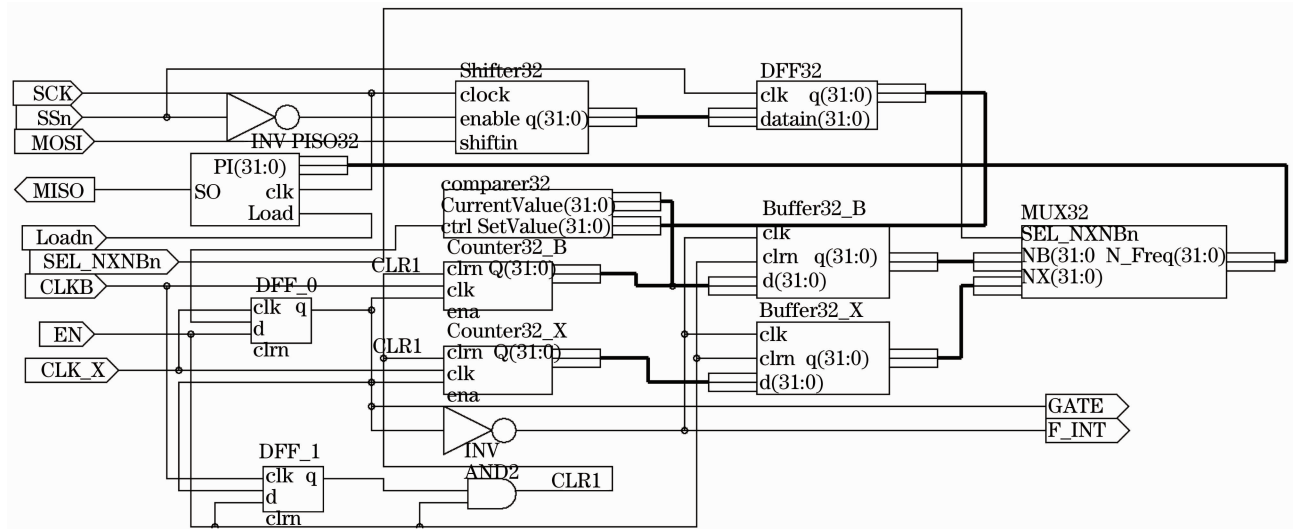 Shifter32 DFF32
SCK clock clk q(31:0)
SSn enable q(31:0) datain(31:0)
MOSI INV PISO32 shiftin
PI(31:0)
MISO SO clk comparer32
CurrentValue(31:0) Buffer32_B MUX32
Load ctrl SetValue(31:0) clk SEL_NXNBn
Loadn Counter32_B
SEL_NXNBn CLR1 clrn Q(31:0) clrn q(31:0) NB(31:0 N_Freq(31:0)
CLKB DFF_0 clk d(31:0) NX(31:0)
clk q ena Buffer32_X
EN d Counter32_X clk
clrn CLR1 clrn Q(31:0) clrn q(31:0)
CLK_X clk d(31:0)
ena
GATE
F_INT
DFF_1 INV
clk q AND2 CLR1
d
clrn